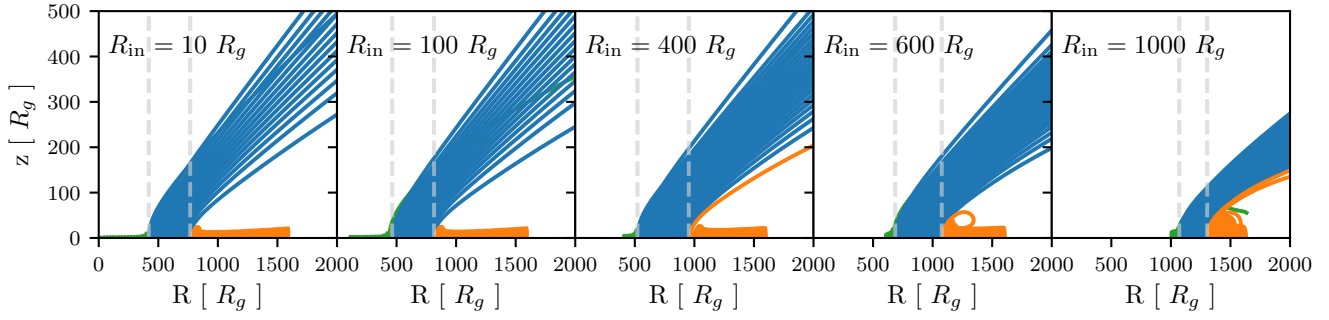 500
400
300
200
100
0
z [ R_g ]
R_in = 10 R_g
R_in = 100 R_g
R_in = 400 R_g
R_in = 600 R_g
R_in = 1000 R_g
0 500 1000 1500 2000
500 1000 1500 2000
500 1000 1500 2000
500 1000 1500 2000
500 1000 1500 2000
R [ R_g ]
R [ R_g ]
R [ R_g ]
R [ R_g ]
R [ R_g ]